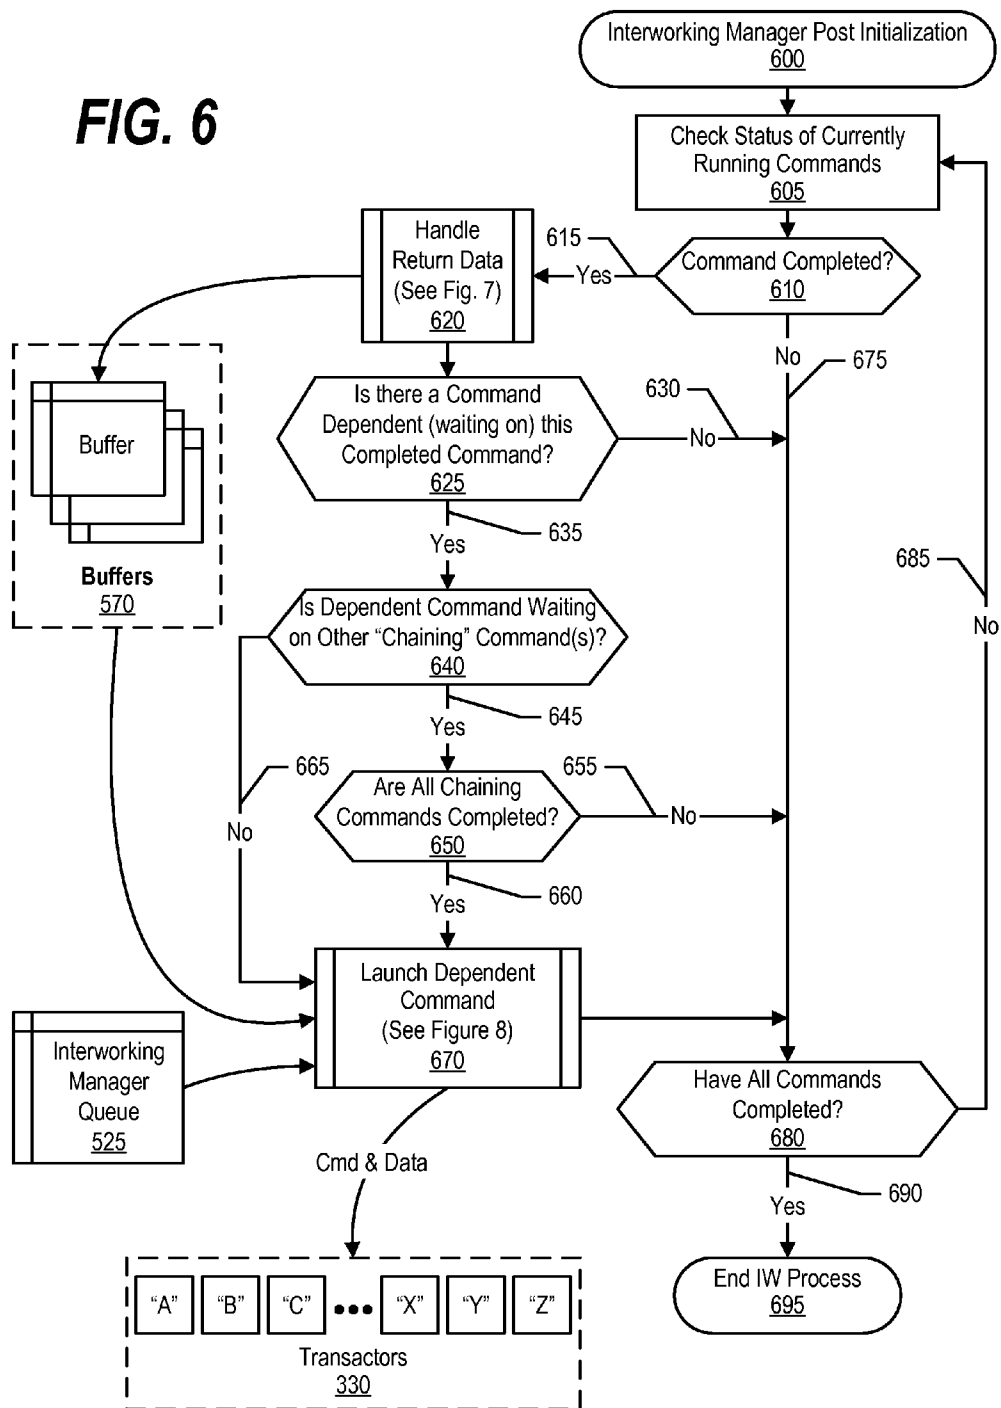 FIG. 6
Interworking Manager Post Initialization
600
Check Status of Currently
Running Commands
605
Command Completed?
610
615
Yes
Handle
Return Data
(See Fig. 7)
620
No
675
Is there a Command
Dependent (waiting on) this
Completed Command?
625
630
No
Buffer
Buffers
570
635
Yes
685
No
Is Dependent Command Waiting
on Other “Chaining” Command(s)?
640
645
Yes
665
No
Are All Chaining
Commands Completed?
650
655
No
660
Yes
Launch Dependent
Command
(See Figure 8)
670
Interworking
Manager
Queue
525
Have All Commands
Completed?
680
Cmd & Data
690
Yes
End IW Process
695
“A” “B” “C” ●●● “X” “Y” “Z”
Transactors
330